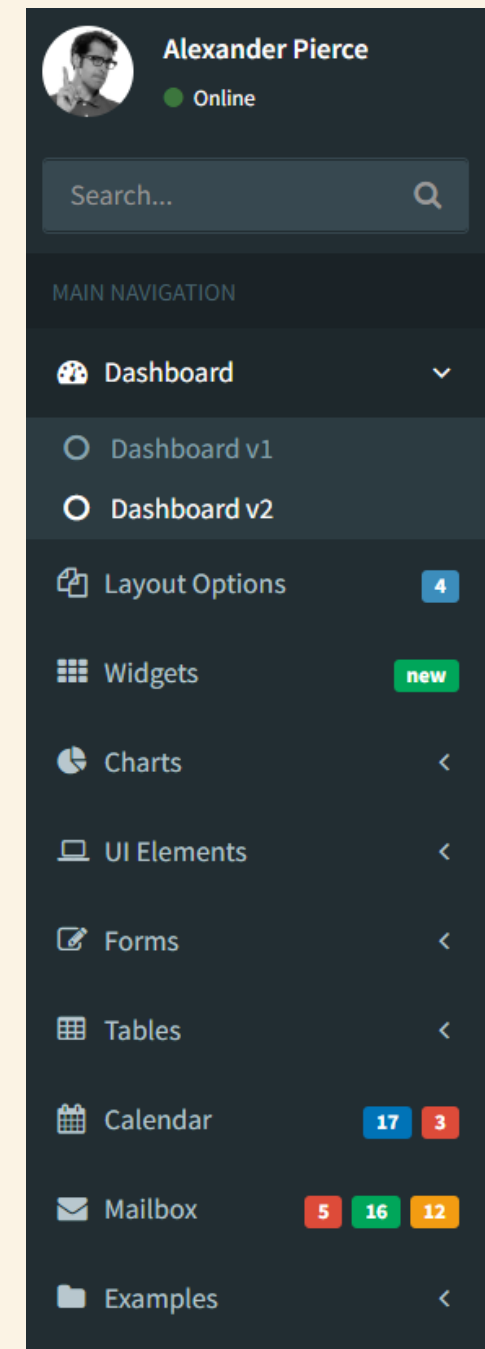 Alexander Pierce
Online
Search...
MAIN NAVIGATION
Dashboard
Dashboard v1
Dashboard v2
Layout Options 4
Widgets new
Charts
UI Elements
Forms
Tables
Calendar 17 3
Mailbox 5 16 12
Examples